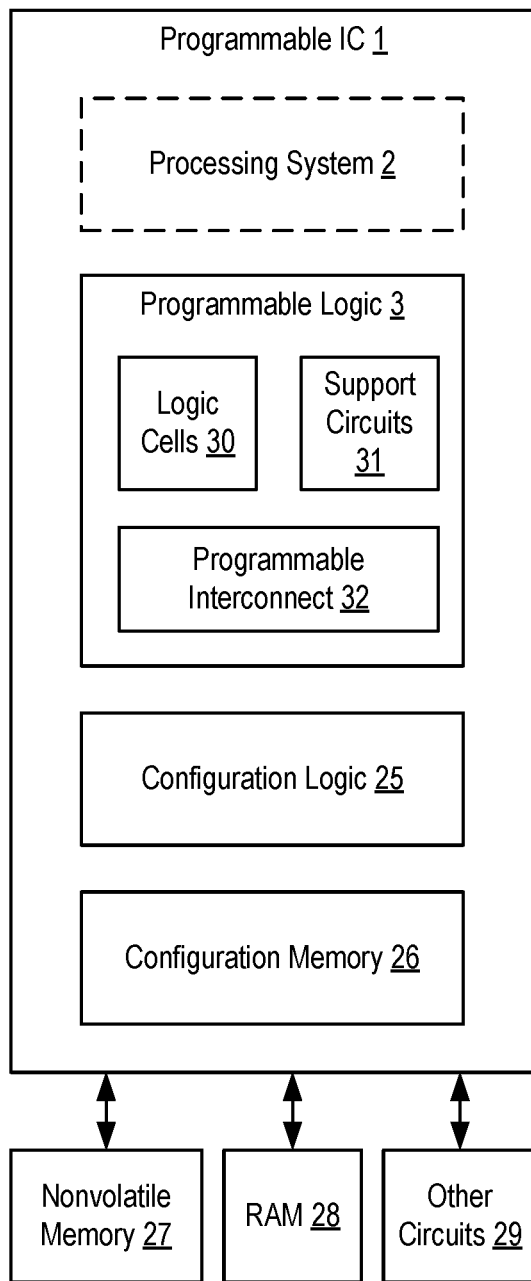 Programmable IC 1
Processing System 2
Programmable Logic 3
Logic
Cells 30
Support
Circuits
31
Programmable
Interconnect 32
Configuration Logic 25
Configuration Memory 26
Nonvolatile
Memory 27
RAM 28
Other
Circuits 29